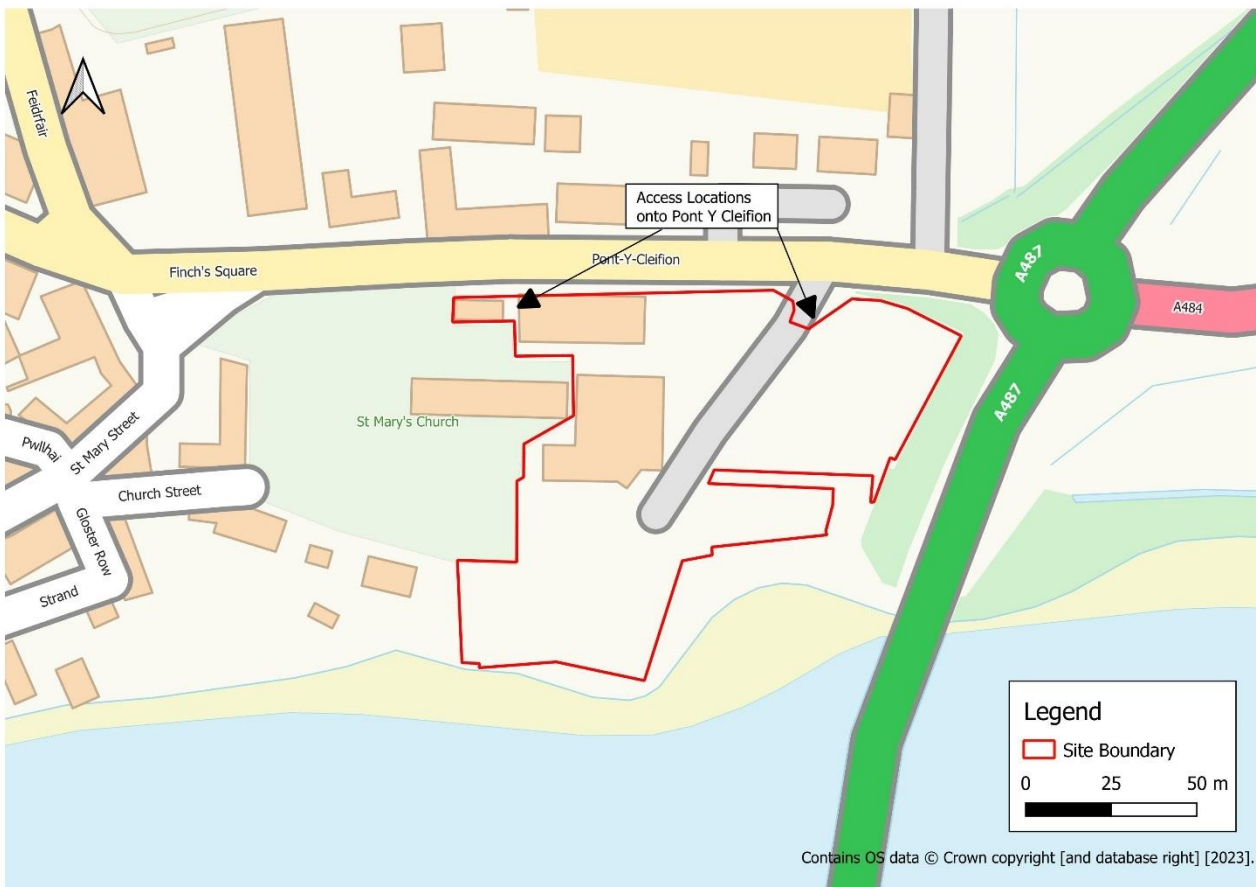 Feidrfair
Access Locations
onto Pont Y Cleifion
Finch's Square
Pont-Y-Cleifion
A487
A484
A487
St Mary's Church
Pwllhai
St Mary Street
Church Street
Gloster Row
Strand
Legend
Site Boundary
0 25 50 m
Contains OS data © Crown copyright [and database right] [2023].